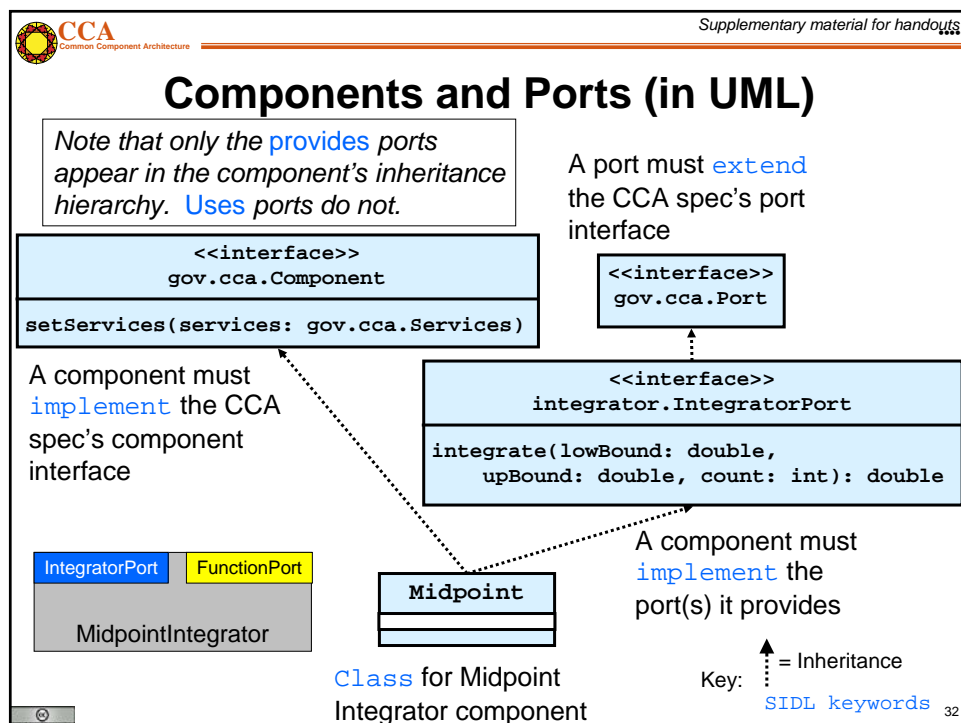 Supplementary material for handouts
CCA
Common Component Architecture
Components and Ports (in UML)
Note that only the provides ports
appear in the component's inheritance
hierarchy. Uses ports do not.
A port must extend
the CCA spec's port
interface
<<interface>>
gov.cca.Component
setServices(services: gov.cca.Services)
<<interface>>
gov.cca.Port
A component must
implement the CCA
spec's component
interface
<<interface>>
integrator.IntegratorPort
integrate(lowBound: double,
upBound: double, count: int): double
IntegratorPort
FunctionPort
MidpointIntegrator
Midpoint
A component must
implement the
port(s) it provides
Class for Midpoint
Integrator component
Key:
= Inheritance
SIDL keywords
cc
32